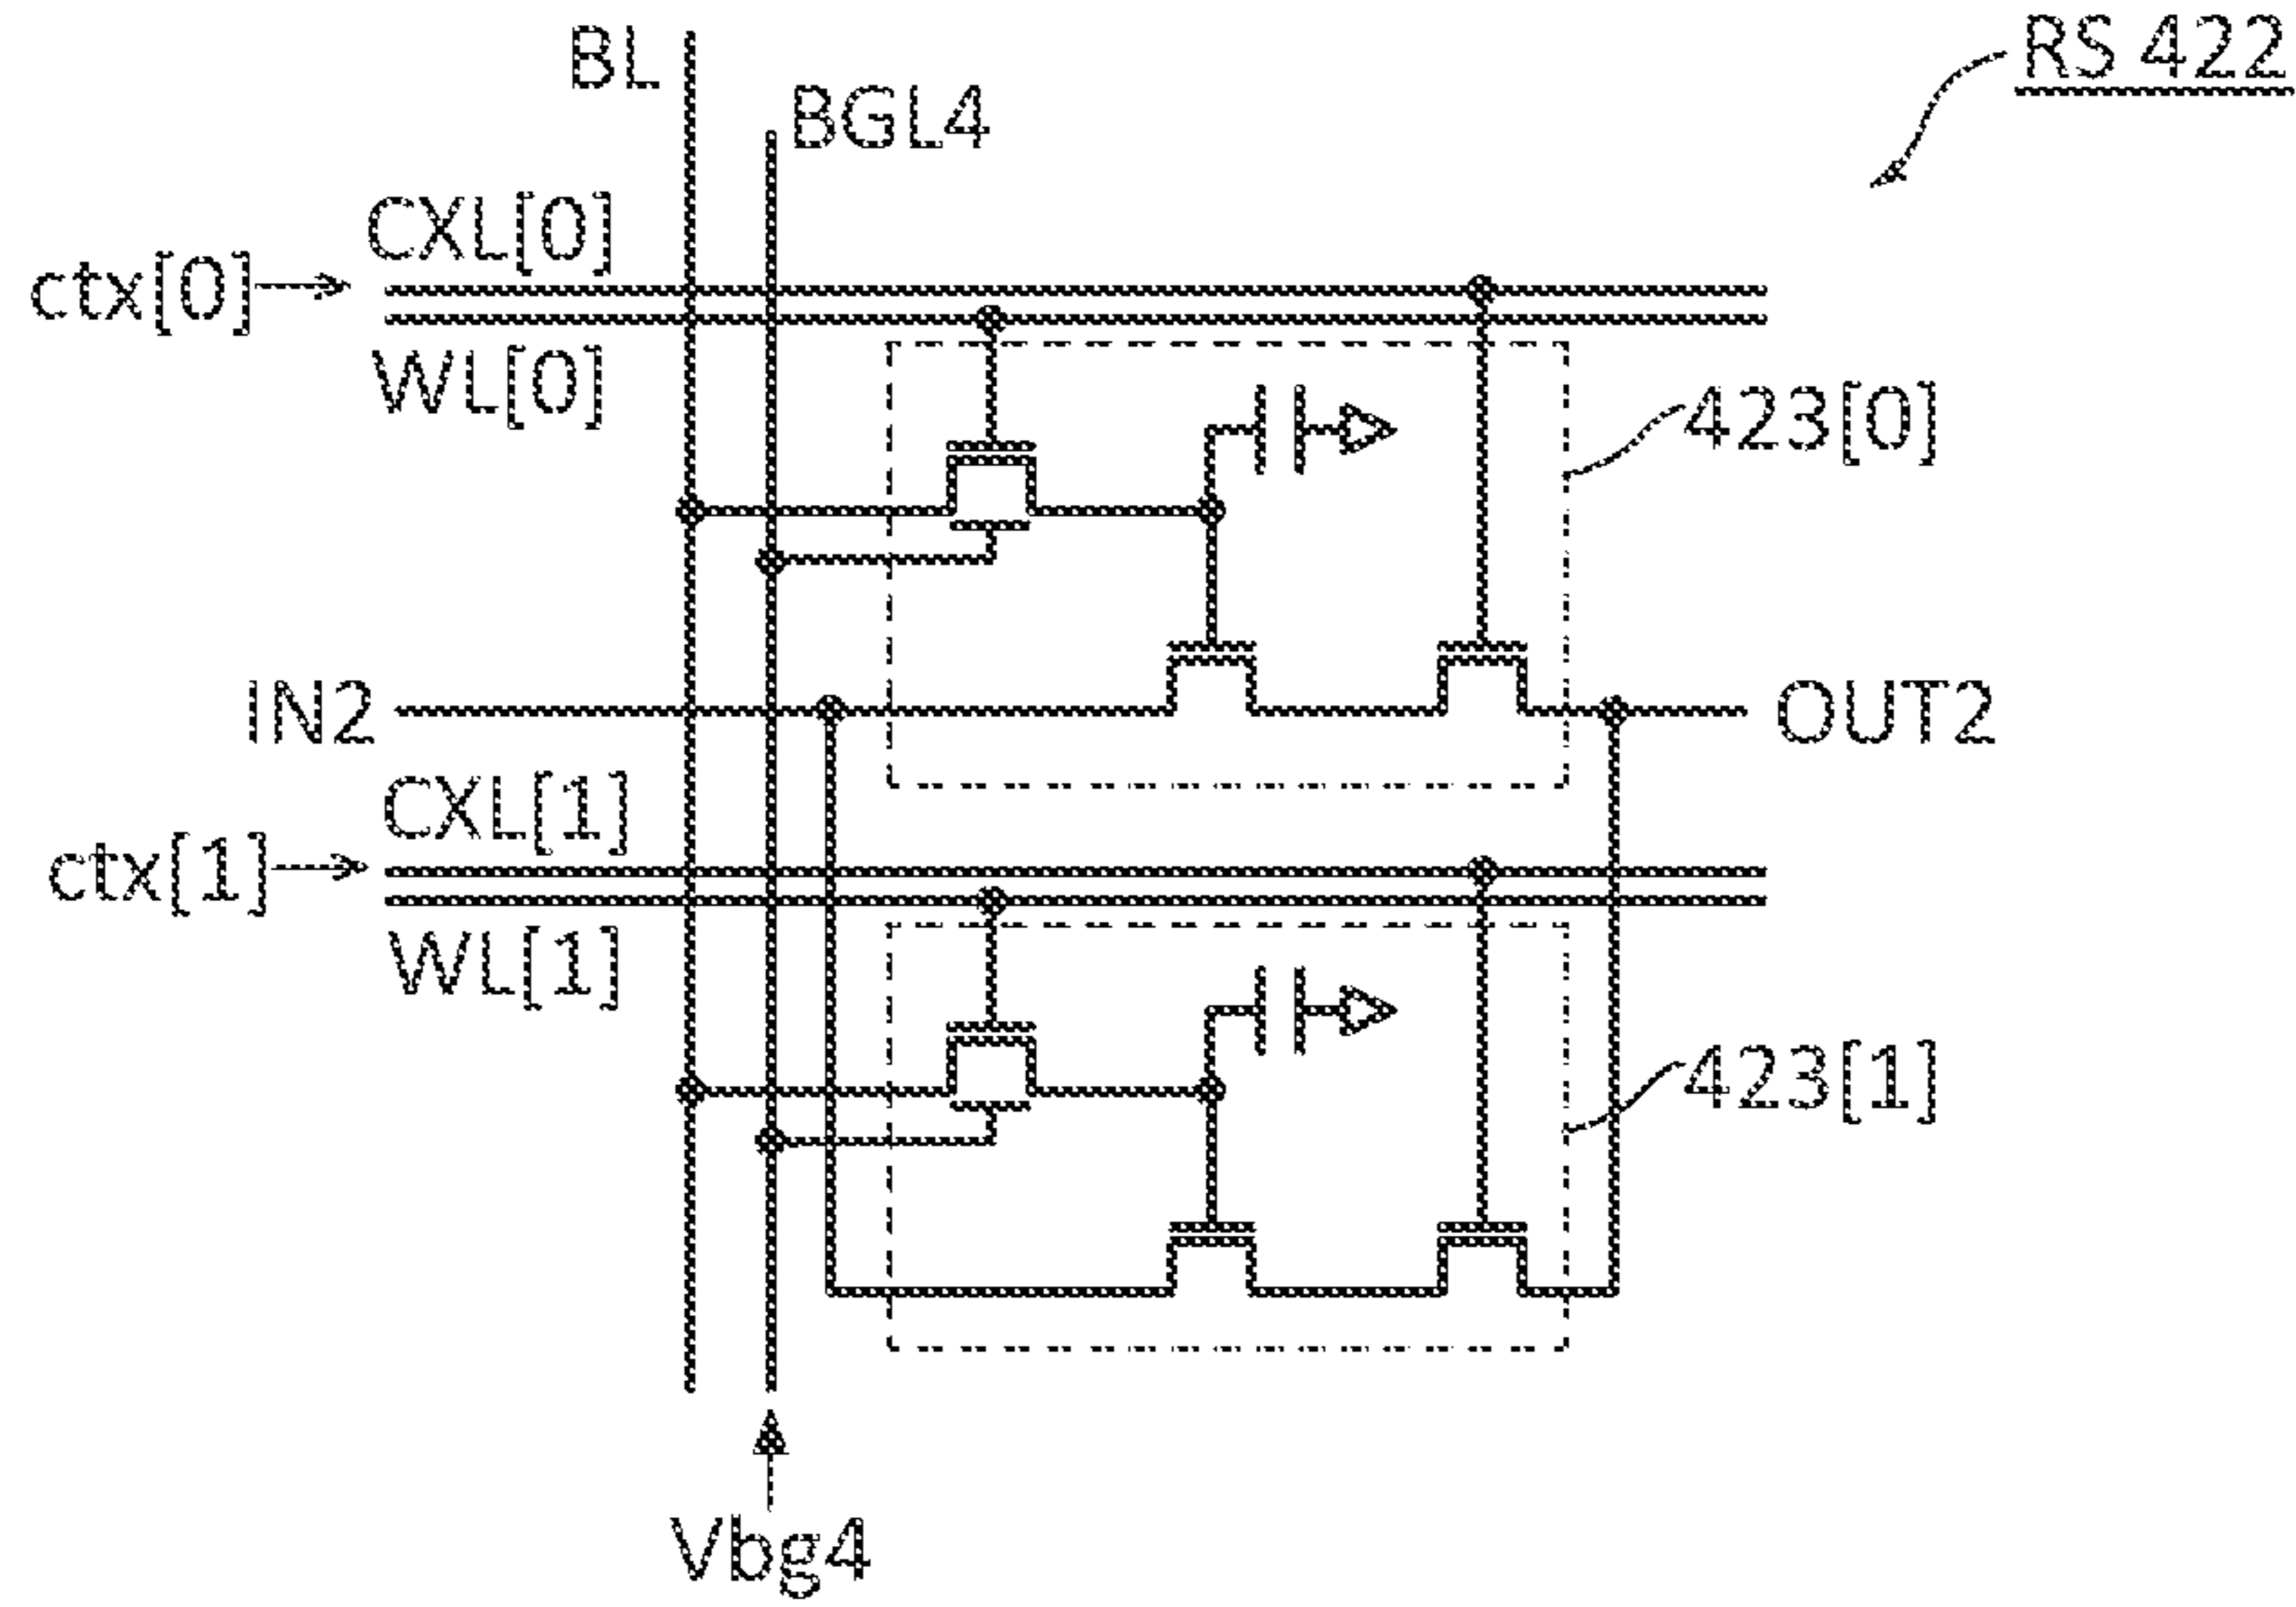 BL
RS 422
BGL4
CXL[0]
ctx[0]
WL[0]
423[0]
IN2
OUT2
CXL[1]
ctx[1]
WL[1]
423[1]
Vbg4